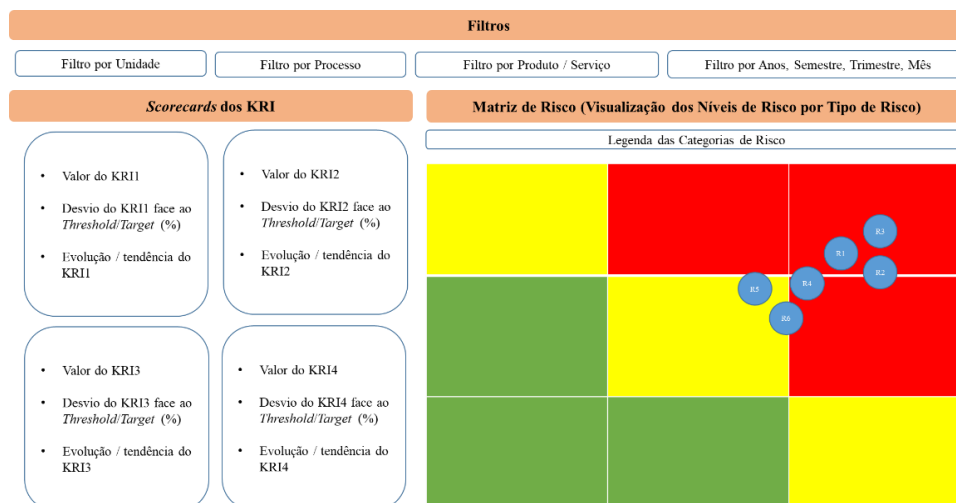 Filtros
Filtro por Unidade
Filtro por Processo
Filtro por Produto / Serviço
Filtro por Anos, Semestre, Trimestre, Mês
Scorecards dos KRI
• Valor do KRI1
• Desvio do KRI1 face ao
Threshold/Target (%)
• Evolução / tendência do
KRI1
• Valor do KRI2
• Desvio do KRI2 face ao
Threshold/Target (%)
• Evolução / tendência do
KRI2
• Valor do KRI3
• Desvio do KRI3 face ao
Threshold/Target (%)
• Evolução / tendência do
KRI3
• Valor do KRI4
• Desvio do KRI4 face ao
Threshold/Target (%)
• Evolução / tendência do
KRI4
Matriz de Risco (Visualização dos Níveis de Risco por Tipo de Risco)
Legenda das Categorias de Risco
R3
R1
R2
R4
R5
R6